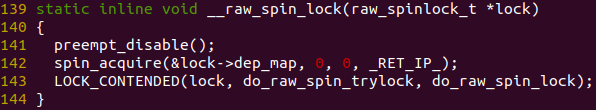 139 static inline void __raw_spin_lock(raw_spinlock_t *lock)
140 {
141   preempt_disable();
142   spin_acquire(&lock->dep_map, 0, 0, _RET_IP_);
143   LOCK_CONTENDED(lock, do_raw_spin_trylock, do_raw_spin_lock);
144 }